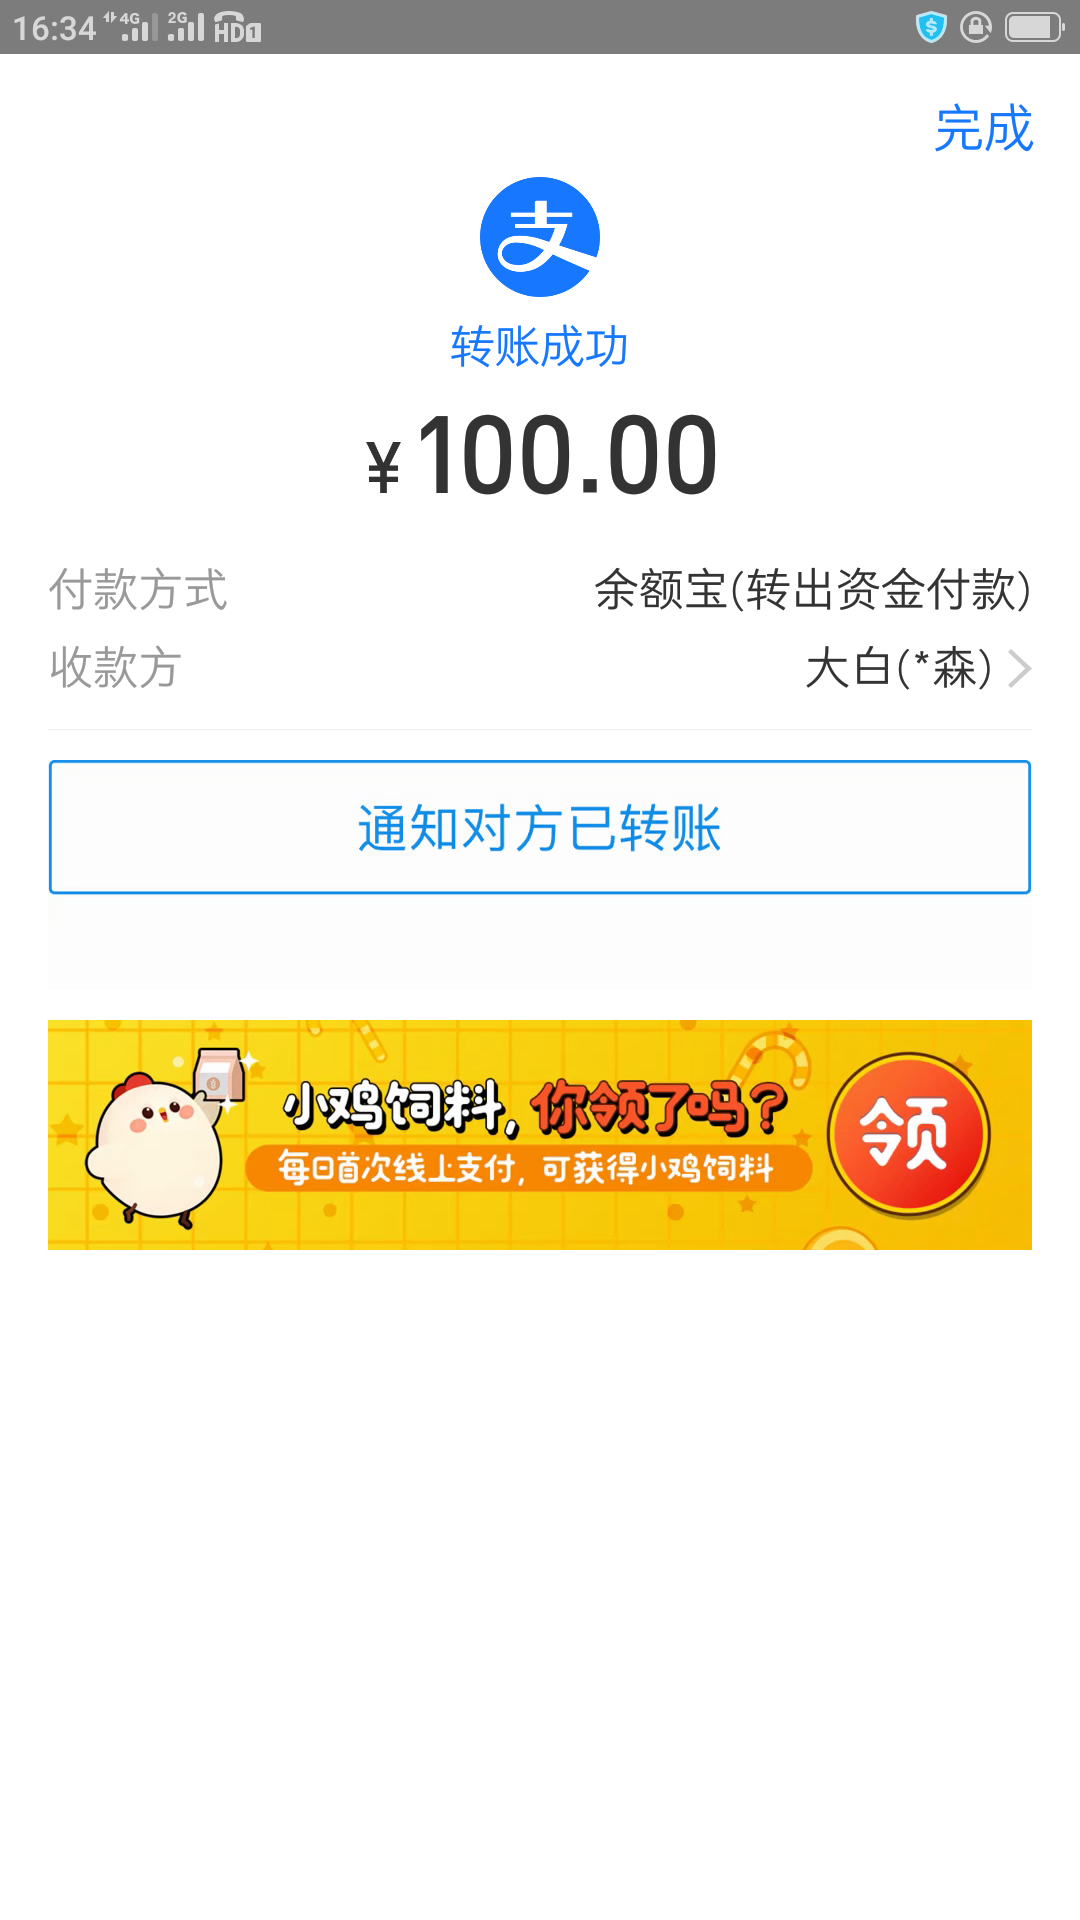 16:34 4G 2G HD1
完成
支
转账成功
¥100.00
付款方式 余额宝(转出资金付款)
收款方 大白(*森)
通知对方已转账
小鸡饲料,你领了吗?
每日首次线上支付,可获得小鸡饲料
领